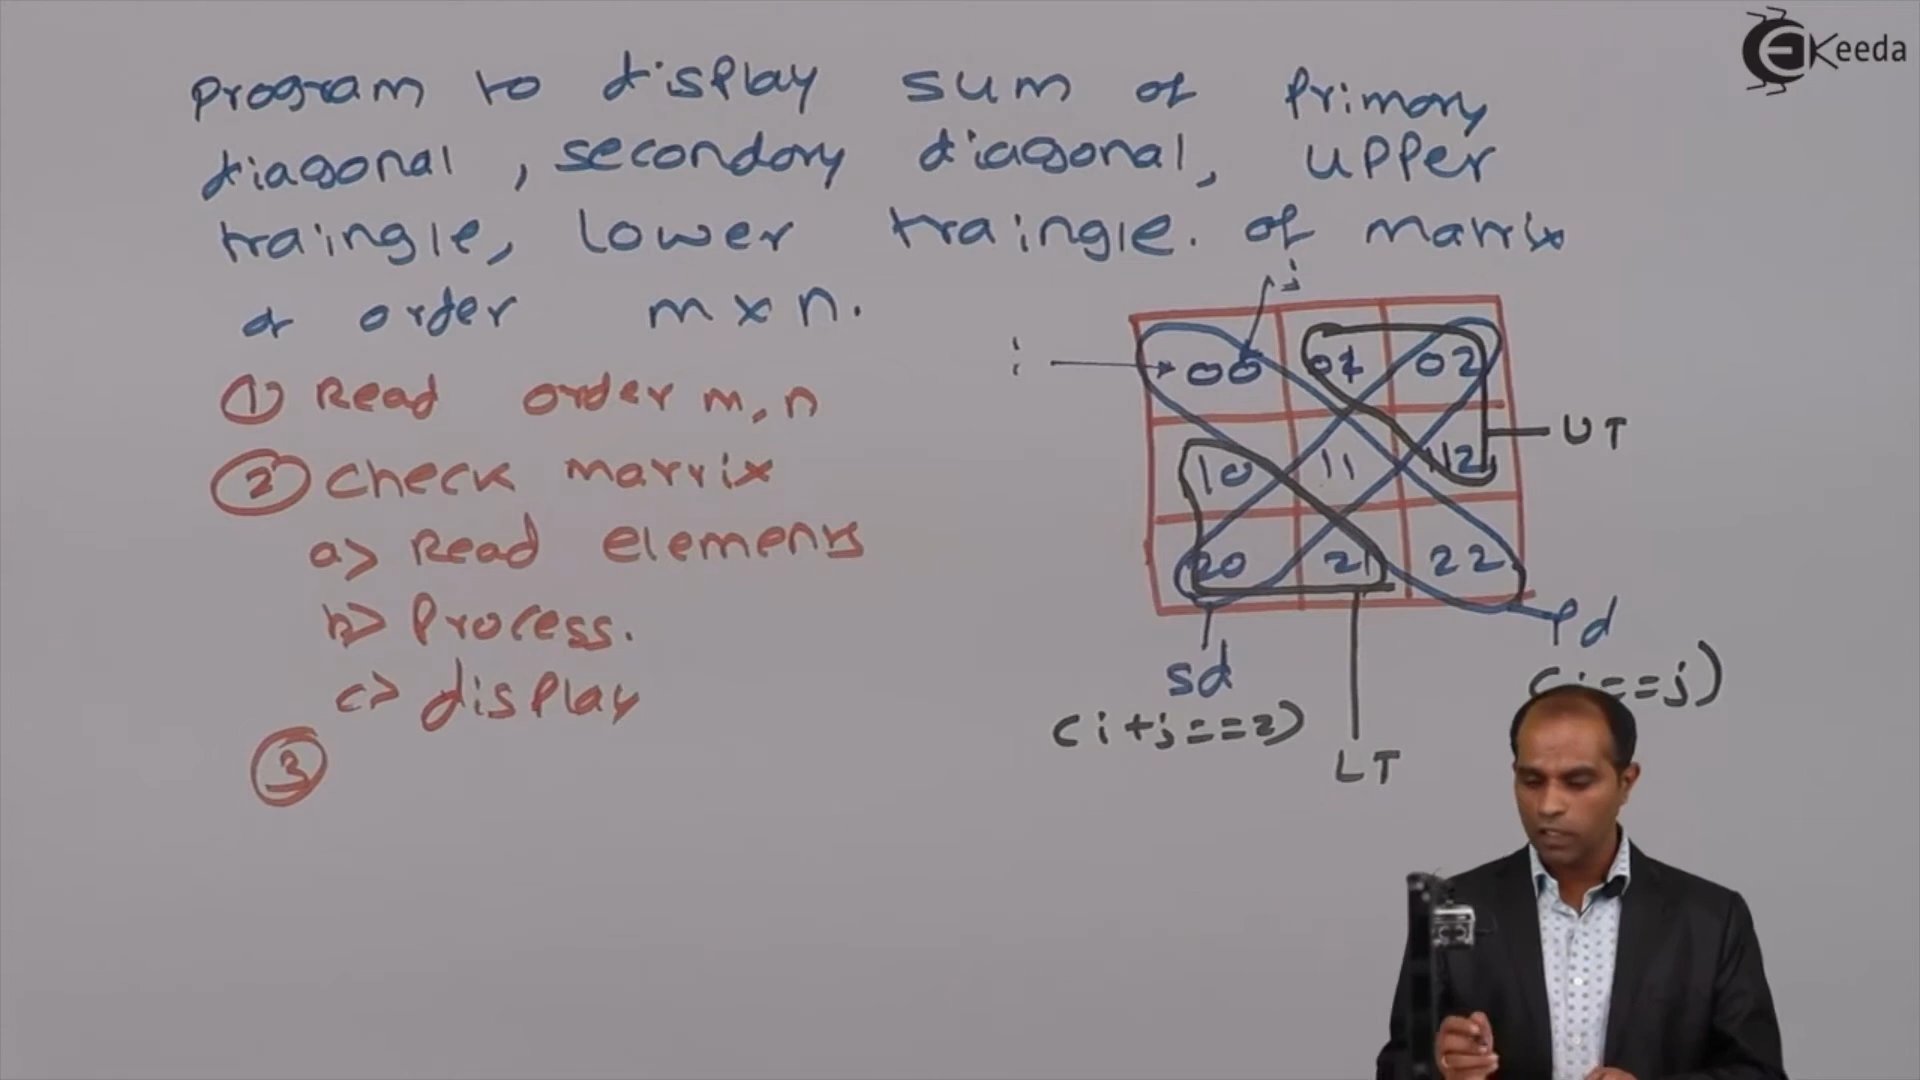 Program to display sum of Primary
diagonal, secondary diagonal, upper
traingle, lower traingle. of matrix
of order m x n.
① Read order m, n
② check matrix
a> Read elements
b> Process.
c> display
③
Ekeeda
j
i
00 01 02
10 11 12
20 21 22
UT
Pd
(i==j)
sd
(i+j==2)
LT